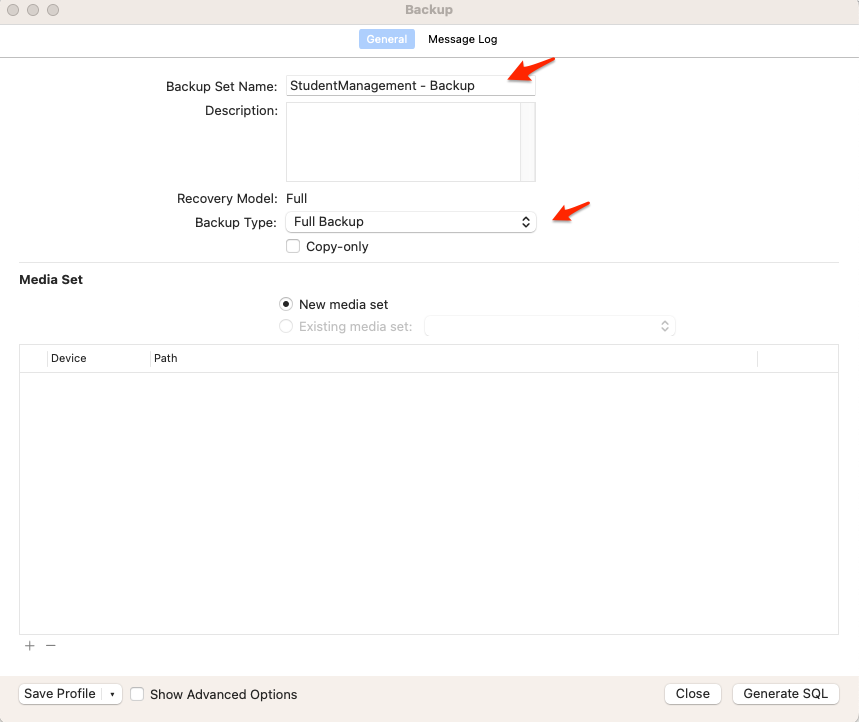 Backup
General Message Log
Backup Set Name: StudentManagement - Backup
Description:
Recovery Model: Full
Backup Type: Full Backup
Copy-only
Media Set
New media set
Existing media set:
Device Path
+ −
Save Profile Show Advanced Options Close Generate SQL